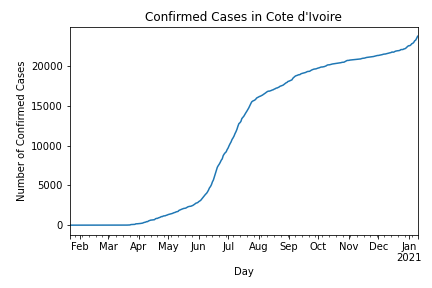 Confirmed Cases in Cote d'Ivoire
20000
15000
10000
5000
0
Number of Confirmed Cases
Feb Mar Apr May Jun Jul Aug Sep Oct Nov Dec Jan
2021
Day